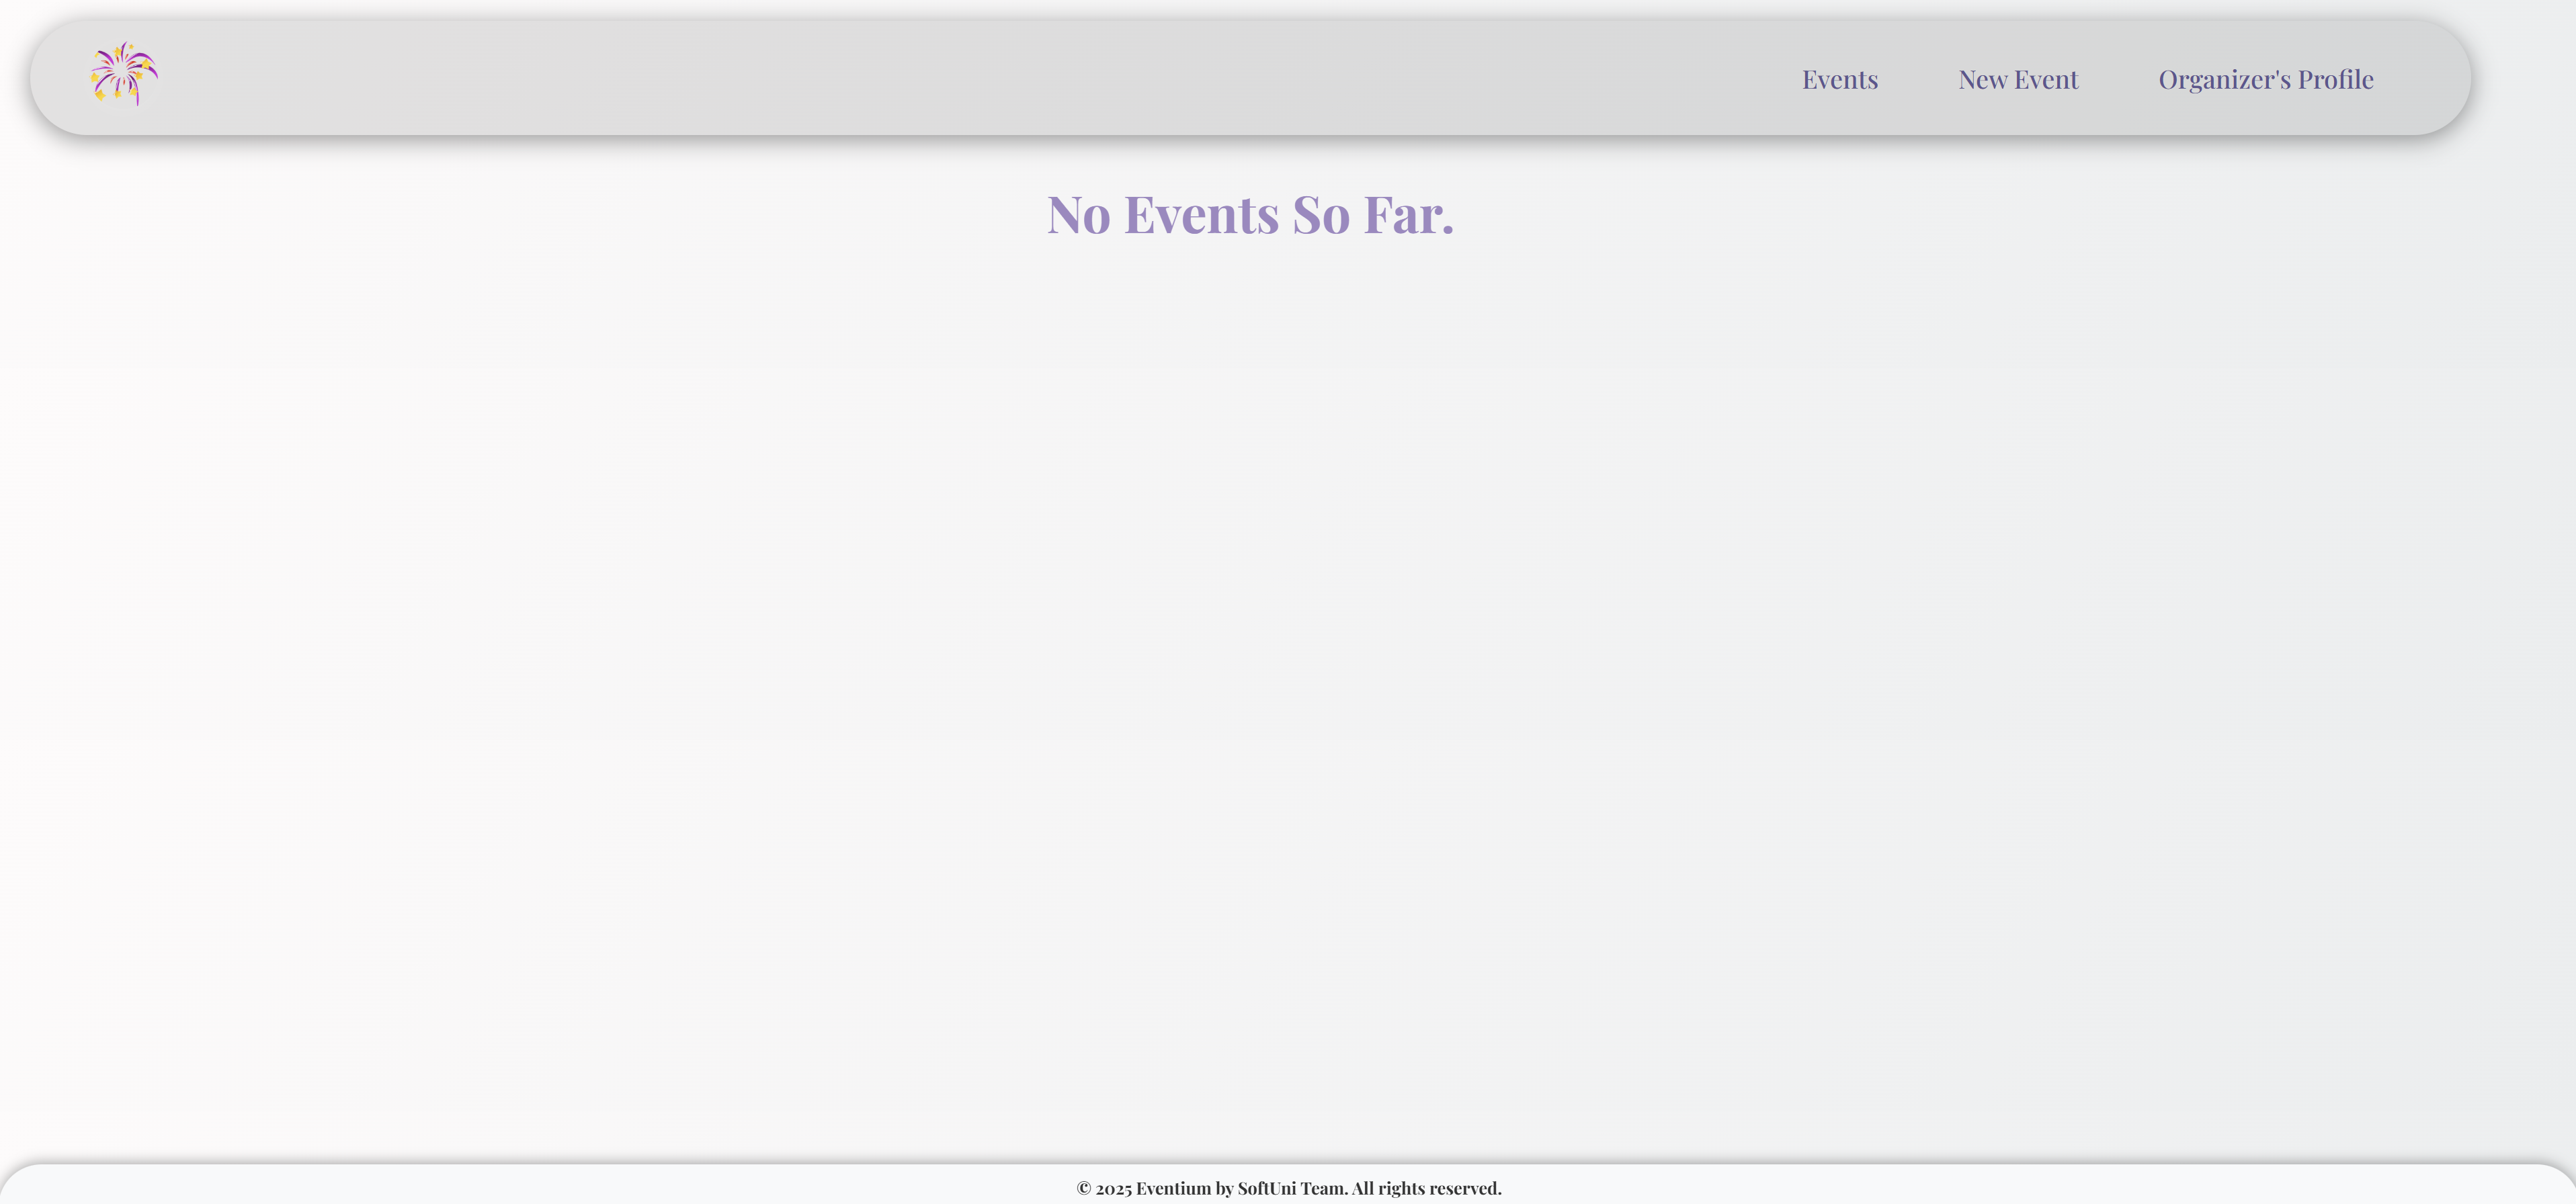 Events New Event Organizer's Profile
No Events So Far.
© 2025 Eventium by SoftUni Team. All rights reserved.